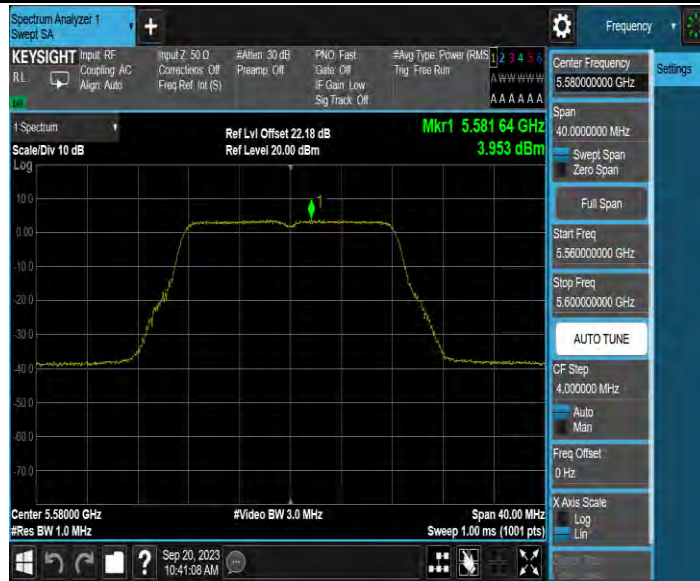 Spectrum Analyzer 1
Swept SA
Frequency
KEYSIGHT
RL
Input: RF
Coupling: AC
Align: Auto
Input Z: 50 Ω
Corrections: Off
Freq Ref: Int (S)
#Atten: 30 dB
Preamp: Off
PNO: Fast
Gate: Off
IF Gain: Low
Sig Track: Off
#Avg Type: Power (RMS
Trig: Free Run
1 2 3 4 5 6
A W W W W W
A A A A A A
1 Spectrum
Scale/Div 10 dB
Log
Ref Lvl Offset 22.18 dB
Ref Level 20.00 dBm
Mkr1 5.581 64 GHz
3.953 dBm
1
10.0
0.00
-10.0
-20.0
-30.0
-40.0
-50.0
-60.0
-70.0
Center 5.58000 GHz
#Res BW 1.0 MHz
#Video BW 3.0 MHz
Span 40.00 MHz
Sweep 1.00 ms (1001 pts)
Sep 20, 2023
10:41:08 AM
Center Frequency
5.580000000 GHz
Settings
Span
40.0000000 MHz
Swept Span
Zero Span
Full Span
Start Freq
5.560000000 GHz
Stop Freq
5.600000000 GHz
AUTO TUNE
CF Step
4.000000 MHz
Auto
Man
Freq Offset
0 Hz
X Axis Scale
Log
Lin